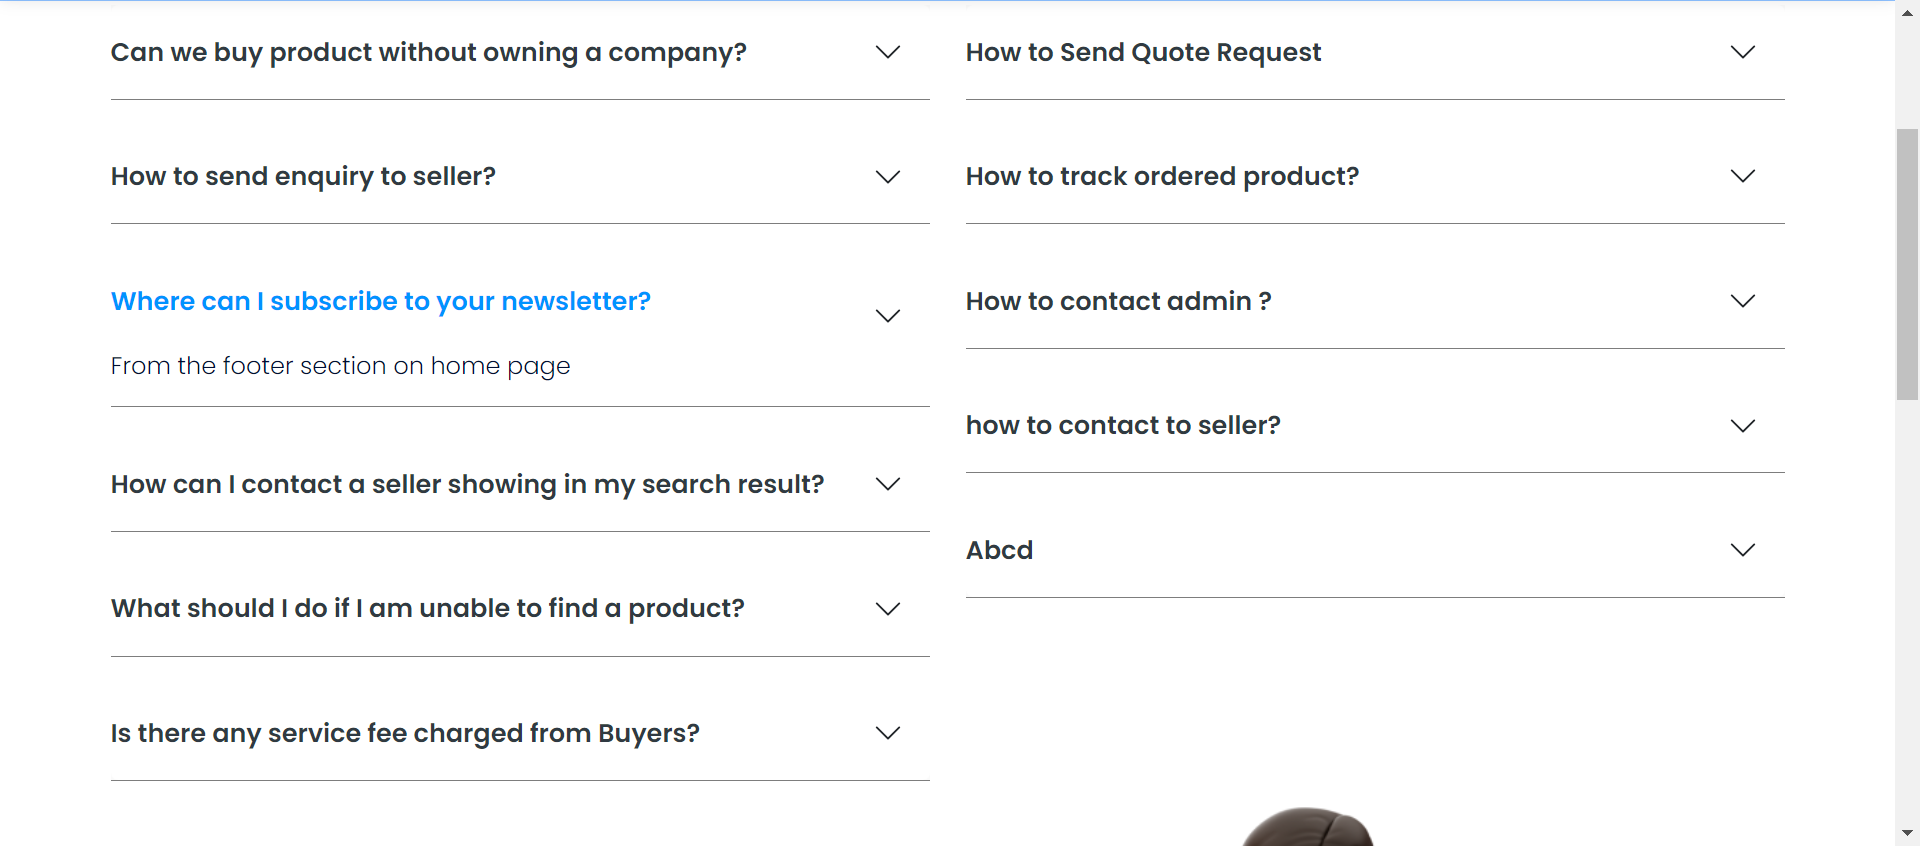 Can we buy product without owning a company?
How to send enquiry to seller?
Where can I subscribe to your newsletter?
From the footer section on home page
How can I contact a seller showing in my search result?
What should I do if I am unable to find a product?
Is there any service fee charged from Buyers?
How to Send Quote Request
How to track ordered product?
How to contact admin ?
how to contact to seller?
Abcd